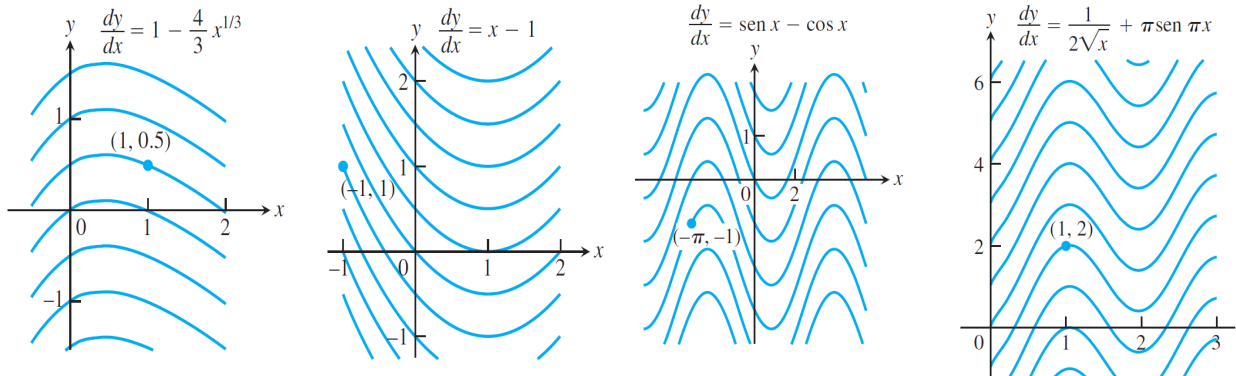 dy/dx = 1 − 4/3 x^{1/3}
y
1
(1, 0.5)
x
0
1
2
−1
dy/dx = x − 1
y
2
1
(−1, 1)
x
−1
0
1
2
−1
dy/dx = sen x − cos x
y
1
x
0
2
(−π, −1)
dy/dx = 1/(2√x) + π sen πx
y
6
4
(1, 2)
2
x
0
1
2
3